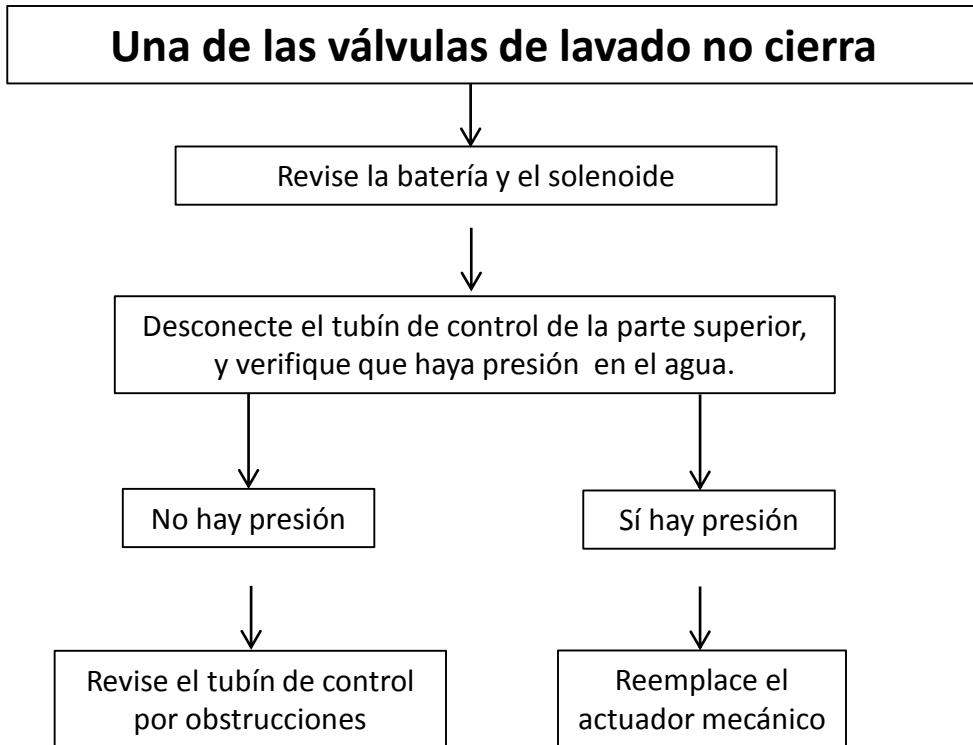 Una de las válvulas de lavado no cierra
Revise la batería y el solenoide
Desconecte el tubín de control de la parte superior,
y verifique que haya presión en el agua.
No hay presión
Sí hay presión
Revise el tubín de control
por obstrucciones
Reemplace el
actuador mecánico